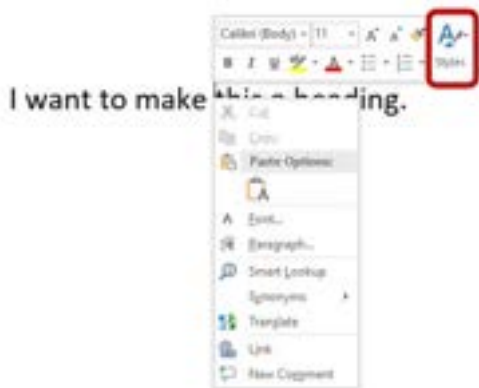 Calibri (Body) 11
B I U Styles
I want to make this a heading.
Cut
Copy
Paste Options:
A Font...
Paragraph...
Smart Lookup
Synonyms
Translate
Link
New Comment